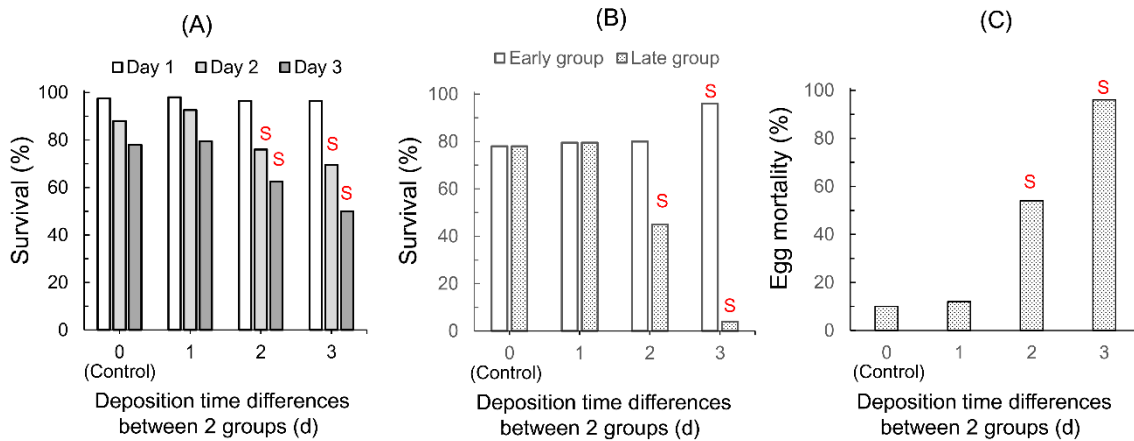 (A)
Day 1 Day 2 Day 3
Survival (%)
100
80
60
40
20
0
S
S
S
S
0 1 2 3
(Control)
Deposition time differences
between 2 groups (d)
(B)
Early group Late group
Survival (%)
100
80
60
40
20
0
S
S
S
0 1 2 3
(Control)
Deposition time differences
between 2 groups (d)
(C)
Egg mortality (%)
100
80
60
40
20
0
S
S
0 1 2 3
(Control)
Deposition time differences
between 2 groups (d)